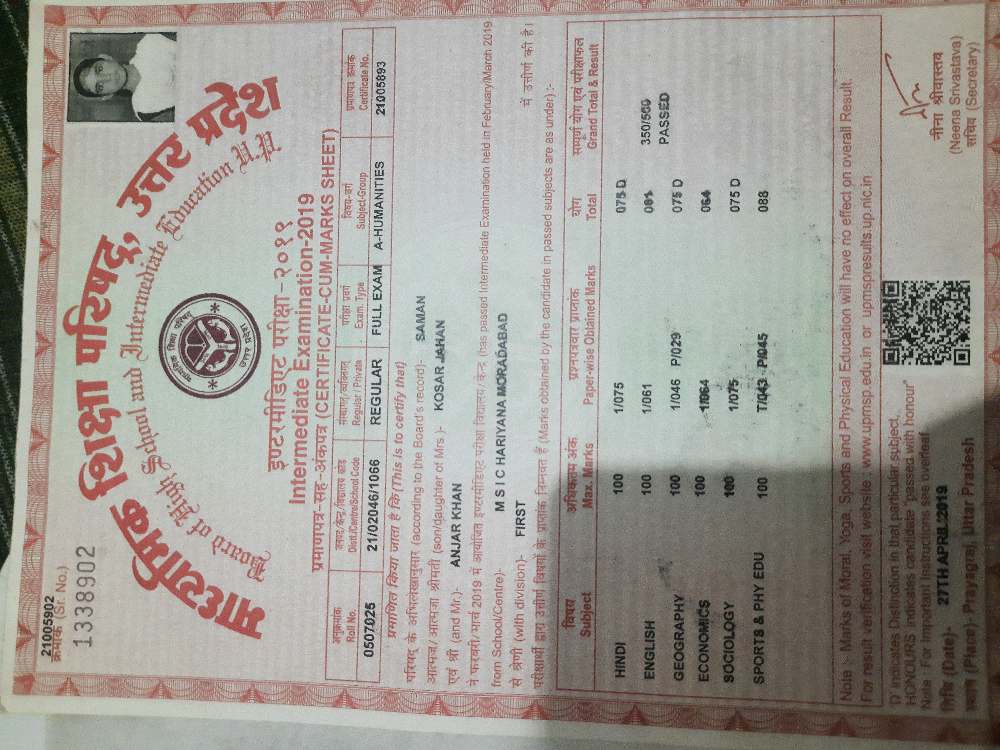 21005902
क्रमांक (Sr. No.)
1338902
माध्यमिक शिक्षा परिषद्, उत्तर प्रदेश
Board of High School and Intermediate Education U.P.
इण्टरमीडिएट परीक्षा -२०१९
Intermediate Examination-2019
प्रमाणपत्र-सह-अंकपत्र (CERTIFICATE-CUM-MARKS SHEET)
अनुक्रमांक जनपद/केन्द्र/विद्यालय कोड संस्थागत/व्यक्तिगत परीक्षा प्रकार विषय-वर्ग प्रमाणपत्र क्रमांक
Roll No. Distt./Centre/School Code Regular / Private Exam. Type Subject-Group Certificate No.
0507025 21/02046/1066 REGULAR FULL EXAM A-HUMANITIES 21005893
प्रमाणित किया जाता है कि (This is to certify that)
परिषद् के अभिलेखानुसार (according to the Board's record)- SAMAN
आत्मज/ आत्मजा श्रीमती (son/daughter of Mrs.)- KOSAR JAHAN
एवं श्री (and Mr.)- ANJAR KHAN
ने फरवरी/मार्च 2019 में आयोजित इण्टरमीडिएट परीक्षा विद्यालय/केन्द्र (has passed Intermediate Examination held in February/March 2019
from School/Centre)- M S I C HARIYANA MORADABAD
से श्रेणी (with division)- FIRST में उत्तीर्ण की है।
परीक्षार्थी द्वारा उत्तीर्ण विषयों के प्राप्तांक निम्नवत हैं (Marks obtained by the candidate in passed subjects are as under) :-
विषय अधिकतम अंक प्रश्नपत्रवार प्राप्तांक योग सम्पूर्ण योग एवं परीक्षाफल
Subject Max. Marks Paper-wise Obtained Marks Total Grand Total & Result
HINDI 100 1/075 075 D
ENGLISH 100 1/061 061 350/500
GEOGRAPHY 100 1/046 P/029 075 D PASSED
ECONOMICS 100 1/064 064
SOCIOLOGY 100 1/075 075 D
SPORTS & PHY EDU 100 T/043 P/045 088
Note :- Marks of Moral, Yoga, Sports and Physical Education will have no effect on overall Result.
For result verification, visit website : www.upmsp.edu.in or upmspresults.up.nic.in
'D' indicates Distinction in that particular subject,
HONOURS' indicates candidate passed with honour"
Note : For Important Instructions see overleaf
तिथि (Date)- 27TH APRIL'2019
स्थान (Place)- Prayagraj, Uttar Pradesh
नीना श्रीवास्तव
(Neena Srivastava)
सचिव (Secretary)